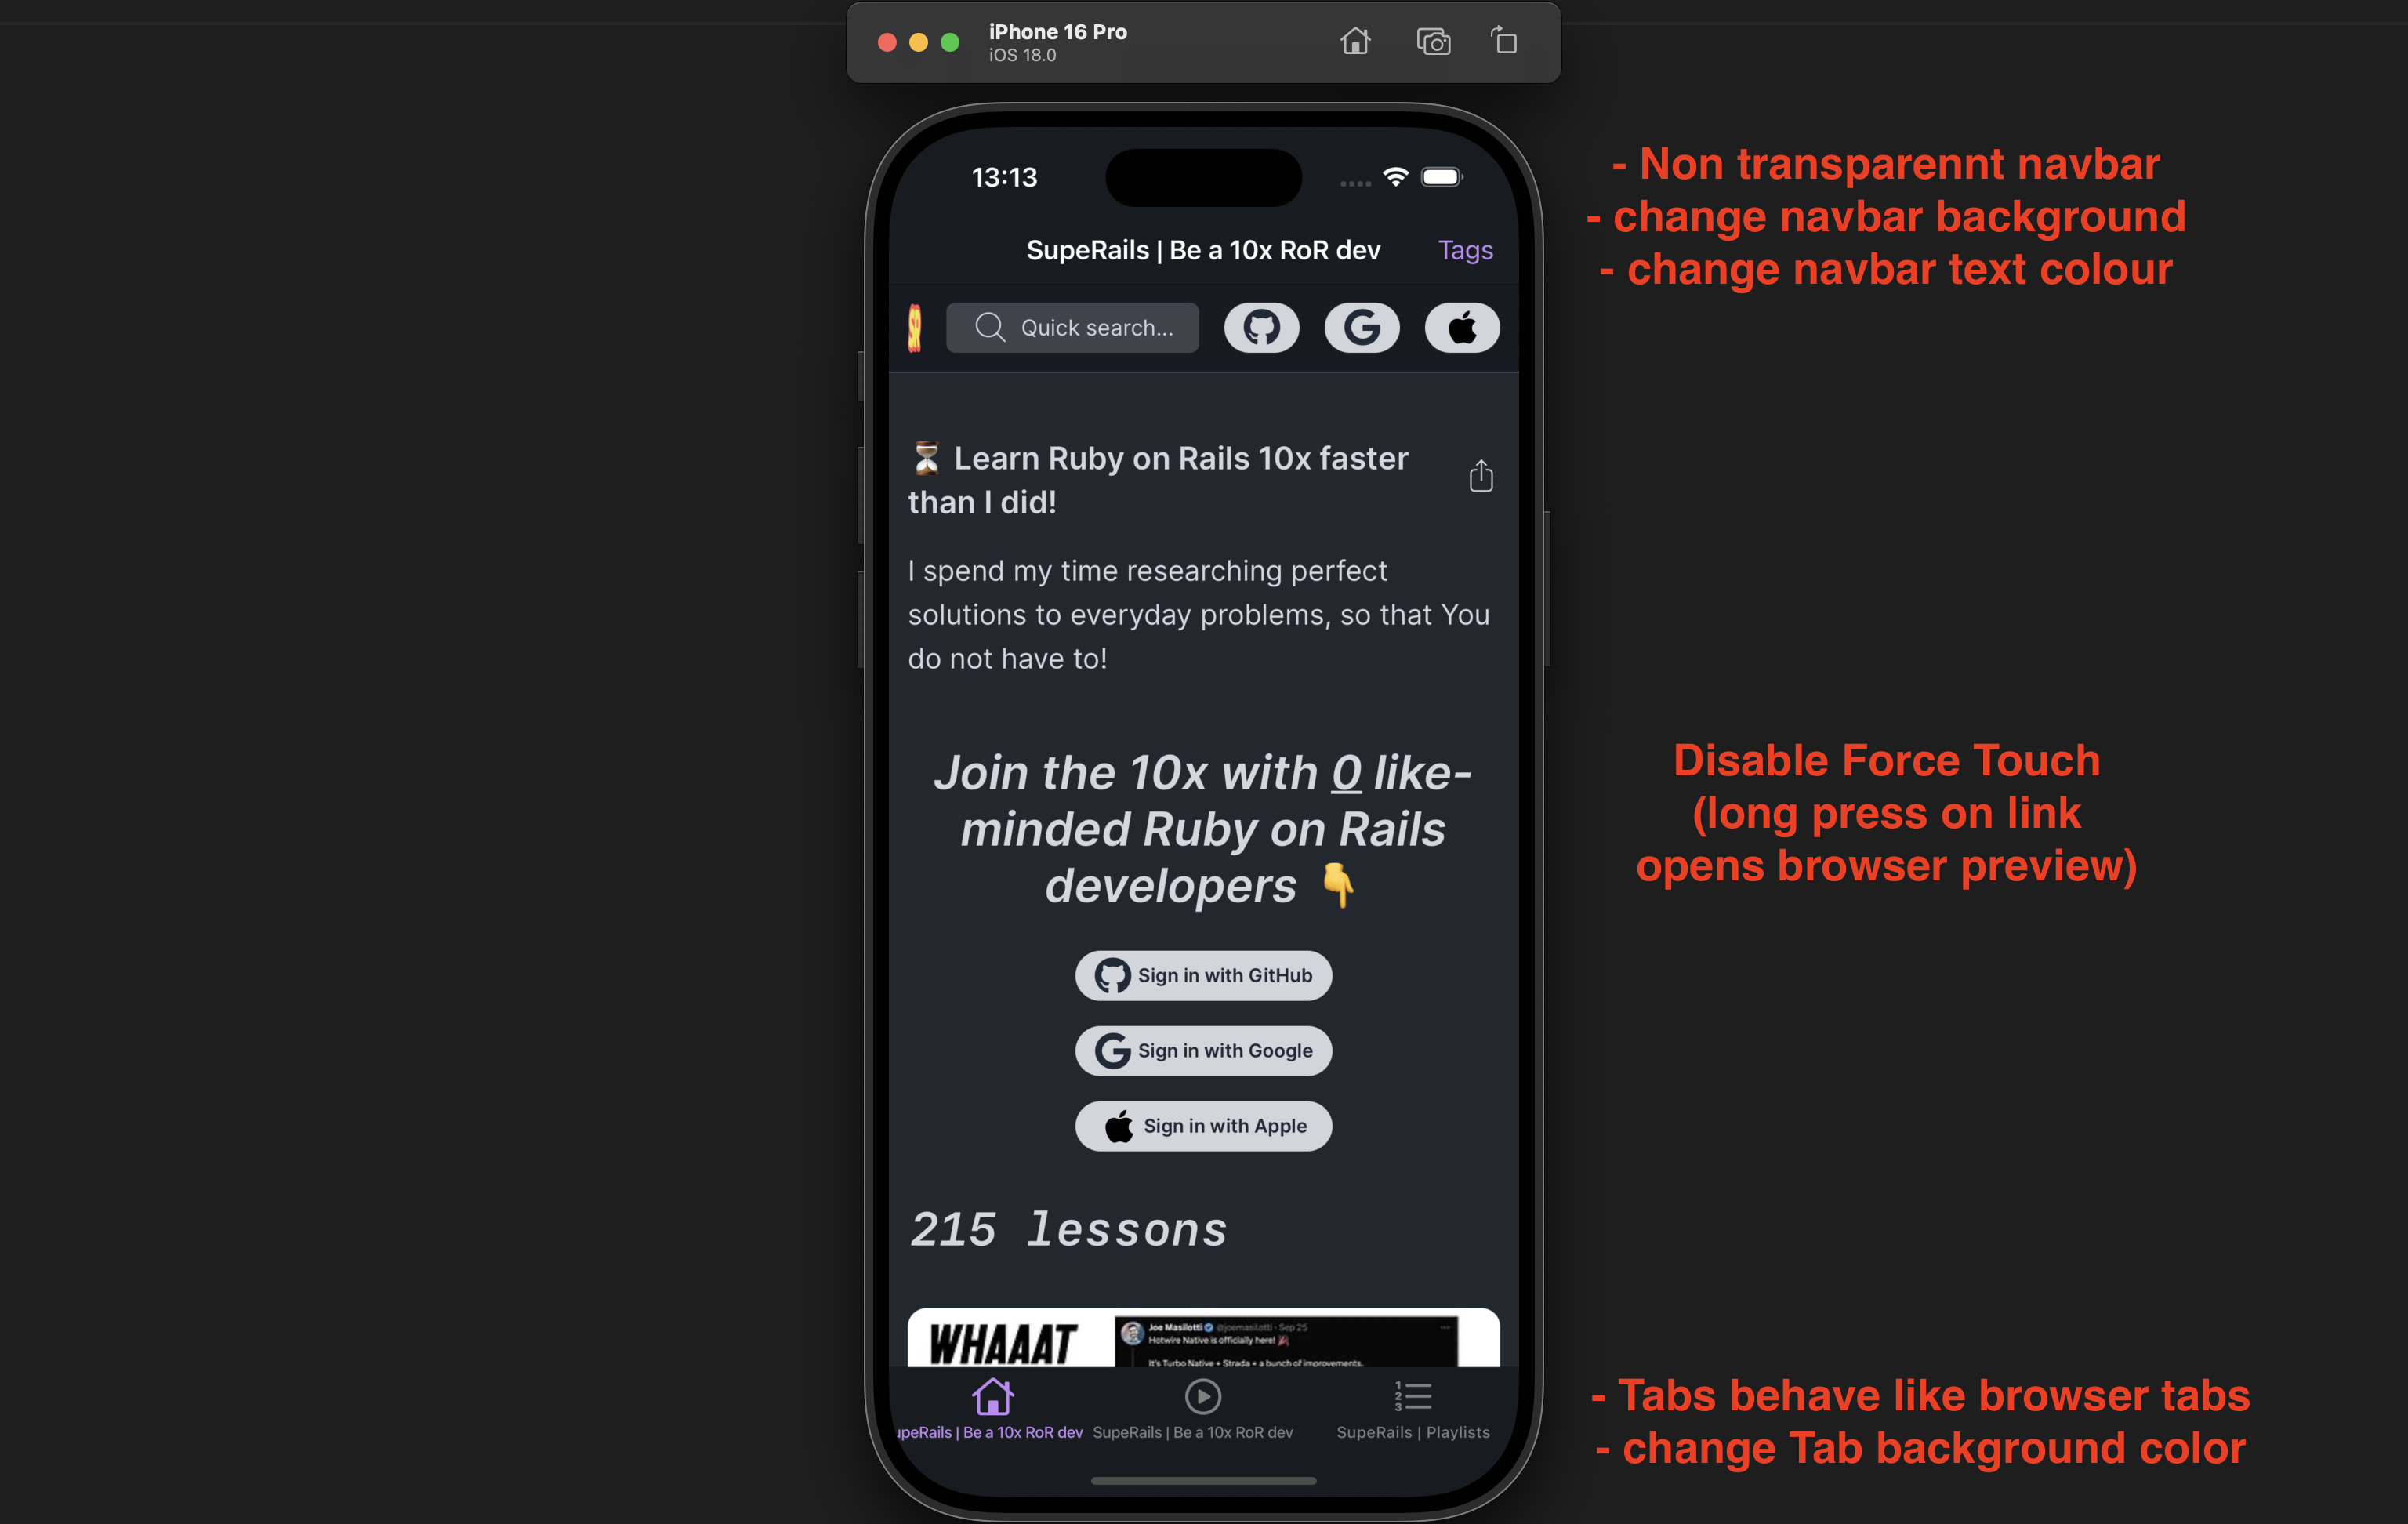 iPhone 16 Pro
iOS 18.0
13:13
SupeRails | Be a 10x RoR dev
Tags
Quick search...
- Non transparennt navbar
- change navbar background
- change navbar text colour
⏳ Learn Ruby on Rails 10x faster
than I did!
I spend my time researching perfect
solutions to everyday problems, so that You
do not have to!
Join the 10x with 0 like-
minded Ruby on Rails
developers 👇
Disable Force Touch
(long press on link
opens browser preview)
Sign in with GitHub
Sign in with Google
Sign in with Apple
215 lessons
WHAAAT
Joe Masilotti @joemasilotti · Sep 25
Hotwire Native is officially here! 🎉
It's Turbo Native + Strada + a bunch of improvements.
upeRails | Be a 10x RoR dev
SupeRails | Be a 10x RoR dev
SupeRails | Playlists
- Tabs behave like browser tabs
- change Tab background color